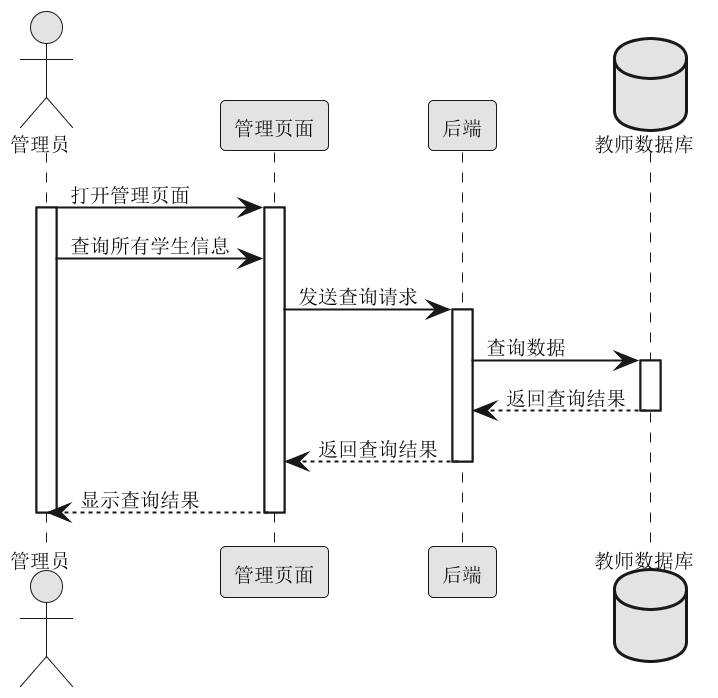 管理员
管理页面
后端
教师数据库
打开管理页面
查询所有学生信息
发送查询请求
查询数据
返回查询结果
返回查询结果
显示查询结果
管理员
管理页面
后端
教师数据库